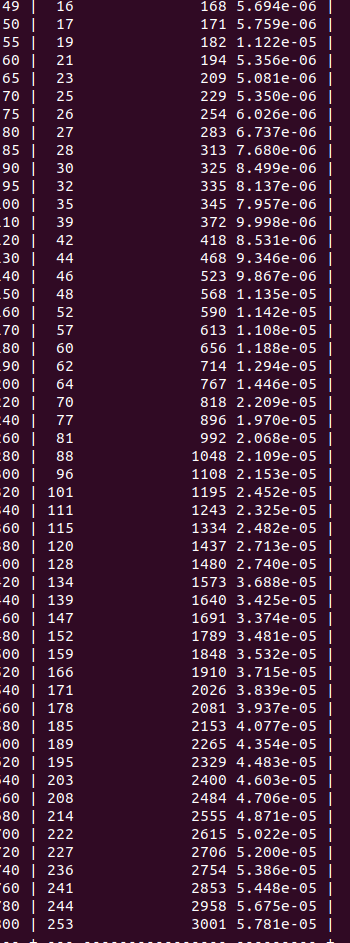 49 | 16 168 5.694e-06 |
50 | 17 171 5.759e-06 |
55 | 19 182 1.122e-05 |
60 | 21 194 5.356e-06 |
65 | 23 209 5.081e-06 |
70 | 25 229 5.350e-06 |
75 | 26 254 6.026e-06 |
80 | 27 283 6.737e-06 |
85 | 28 313 7.680e-06 |
90 | 30 325 8.499e-06 |
95 | 32 335 8.137e-06 |
00 | 35 345 7.957e-06 |
10 | 39 372 9.998e-06 |
20 | 42 418 8.531e-06 |
30 | 44 468 9.346e-06 |
40 | 46 523 9.867e-06 |
50 | 48 568 1.135e-05 |
60 | 52 590 1.142e-05 |
70 | 57 613 1.108e-05 |
80 | 60 656 1.188e-05 |
90 | 62 714 1.294e-05 |
00 | 64 767 1.446e-05 |
20 | 70 818 2.209e-05 |
40 | 77 896 1.970e-05 |
60 | 81 992 2.068e-05 |
80 | 88 1048 2.109e-05 |
00 | 96 1108 2.153e-05 |
20 | 101 1195 2.452e-05 |
40 | 111 1243 2.325e-05 |
60 | 115 1334 2.482e-05 |
80 | 120 1437 2.713e-05 |
00 | 128 1480 2.740e-05 |
20 | 134 1573 3.688e-05 |
40 | 139 1640 3.425e-05 |
60 | 147 1691 3.374e-05 |
80 | 152 1789 3.481e-05 |
00 | 159 1848 3.532e-05 |
20 | 166 1910 3.715e-05 |
40 | 171 2026 3.839e-05 |
60 | 178 2081 3.937e-05 |
80 | 185 2153 4.077e-05 |
00 | 189 2265 4.354e-05 |
20 | 195 2329 4.483e-05 |
40 | 203 2400 4.603e-05 |
60 | 208 2484 4.706e-05 |
80 | 214 2555 4.871e-05 |
00 | 222 2615 5.022e-05 |
20 | 227 2706 5.200e-05 |
40 | 236 2754 5.386e-05 |
60 | 241 2853 5.448e-05 |
80 | 244 2958 5.675e-05 |
00 | 253 3001 5.781e-05 |